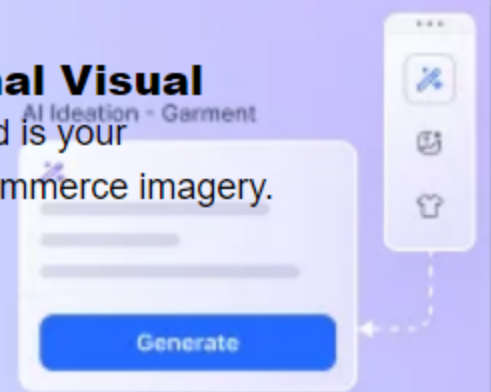 al Visual
AI Ideation - Garment
d is your
mmerce imagery.
Generate